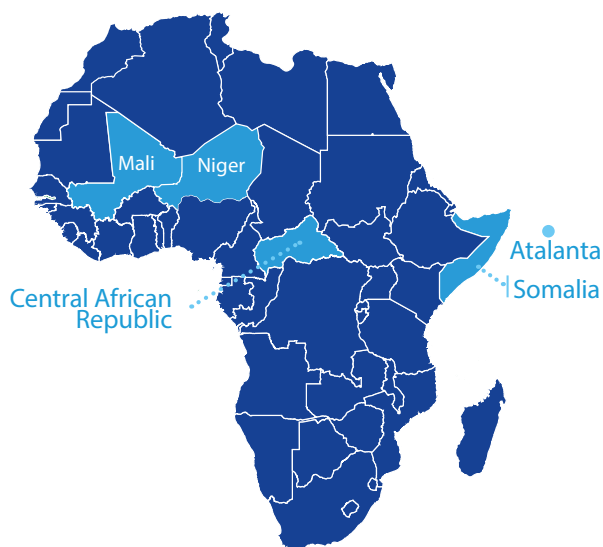 Mali
Niger
Atalanta
Somalia
Central African
Republic